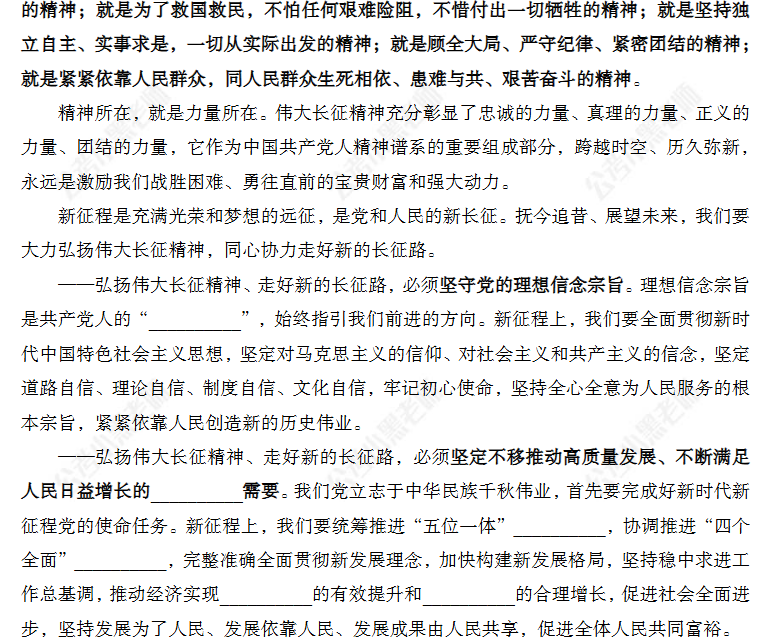 的精神；就是为了救国救民，不怕任何艰难险阻，不惜付出一切牺牲的精神；就是坚持独
立自主、实事求是，一切从实际出发的精神；就是顾全大局、严守纪律、紧密团结的精神；
就是紧紧依靠人民群众，同人民群众生死相依、患难与共、艰苦奋斗的精神。
精神所在，就是力量所在。伟大长征精神充分彰显了忠诚的力量、真理的力量、正义的
力量、团结的力量，它作为中国共产党人精神谱系的重要组成部分，跨越时空、历久弥新，
永远是激励我们战胜困难、勇往直前的宝贵财富和强大动力。
新征程是充满光荣和梦想的远征，是党和人民的新长征。抚今追昔、展望未来，我们要
大力弘扬伟大长征精神，同心协力走好新的长征路。
——弘扬伟大长征精神、走好新的长征路，必须坚守党的理想信念宗旨。理想信念宗旨
是共产党人的“__________”，始终指引我们前进的方向。新征程上，我们要全面贯彻新时
代中国特色社会主义思想，坚定对马克思主义的信仰、对社会主义和共产主义的信念，坚定
道路自信、理论自信、制度自信、文化自信，牢记初心使命，坚持全心全意为人民服务的根
本宗旨，紧紧依靠人民创造新的历史伟业。
——弘扬伟大长征精神、走好新的长征路，必须坚定不移推动高质量发展、不断满足
人民日益增长的__________需要。我们党立志于中华民族千秋伟业，首先要完成好新时代新
征程党的使命任务。新征程上，我们要统筹推进“五位一体”__________，协调推进“四个
全面”__________，完整准确全面贯彻新发展理念，加快构建新发展格局，坚持稳中求进工
作总基调，推动经济实现__________的有效提升和__________的合理增长，促进社会全面进
步，坚持发展为了人民、发展依靠人民、发展成果由人民共享，促进全体人民共同富裕。